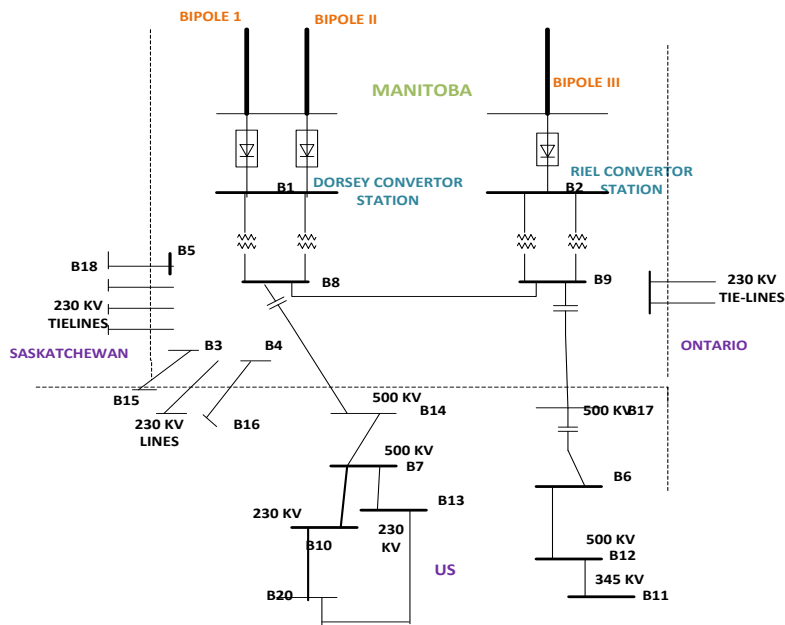 BIPOLE 1
BIPOLE II
BIPOLE III
MANITOBA
B1
DORSEY CONVERTOR
STATION
RIEL CONVERTOR
B2
STATION
B5
B18
B8
B9
230 KV
TIELINES
230 KV
TIE-LINES
SASKATCHEWAN
B3
B4
ONTARIO
B15
230 KV
LINES
B16
500 KV
B14
500 KV
B17
500 KV
B7
B6
B13
230 KV
B10
230
KV
500 KV
B12
US
345 KV
B20
B11